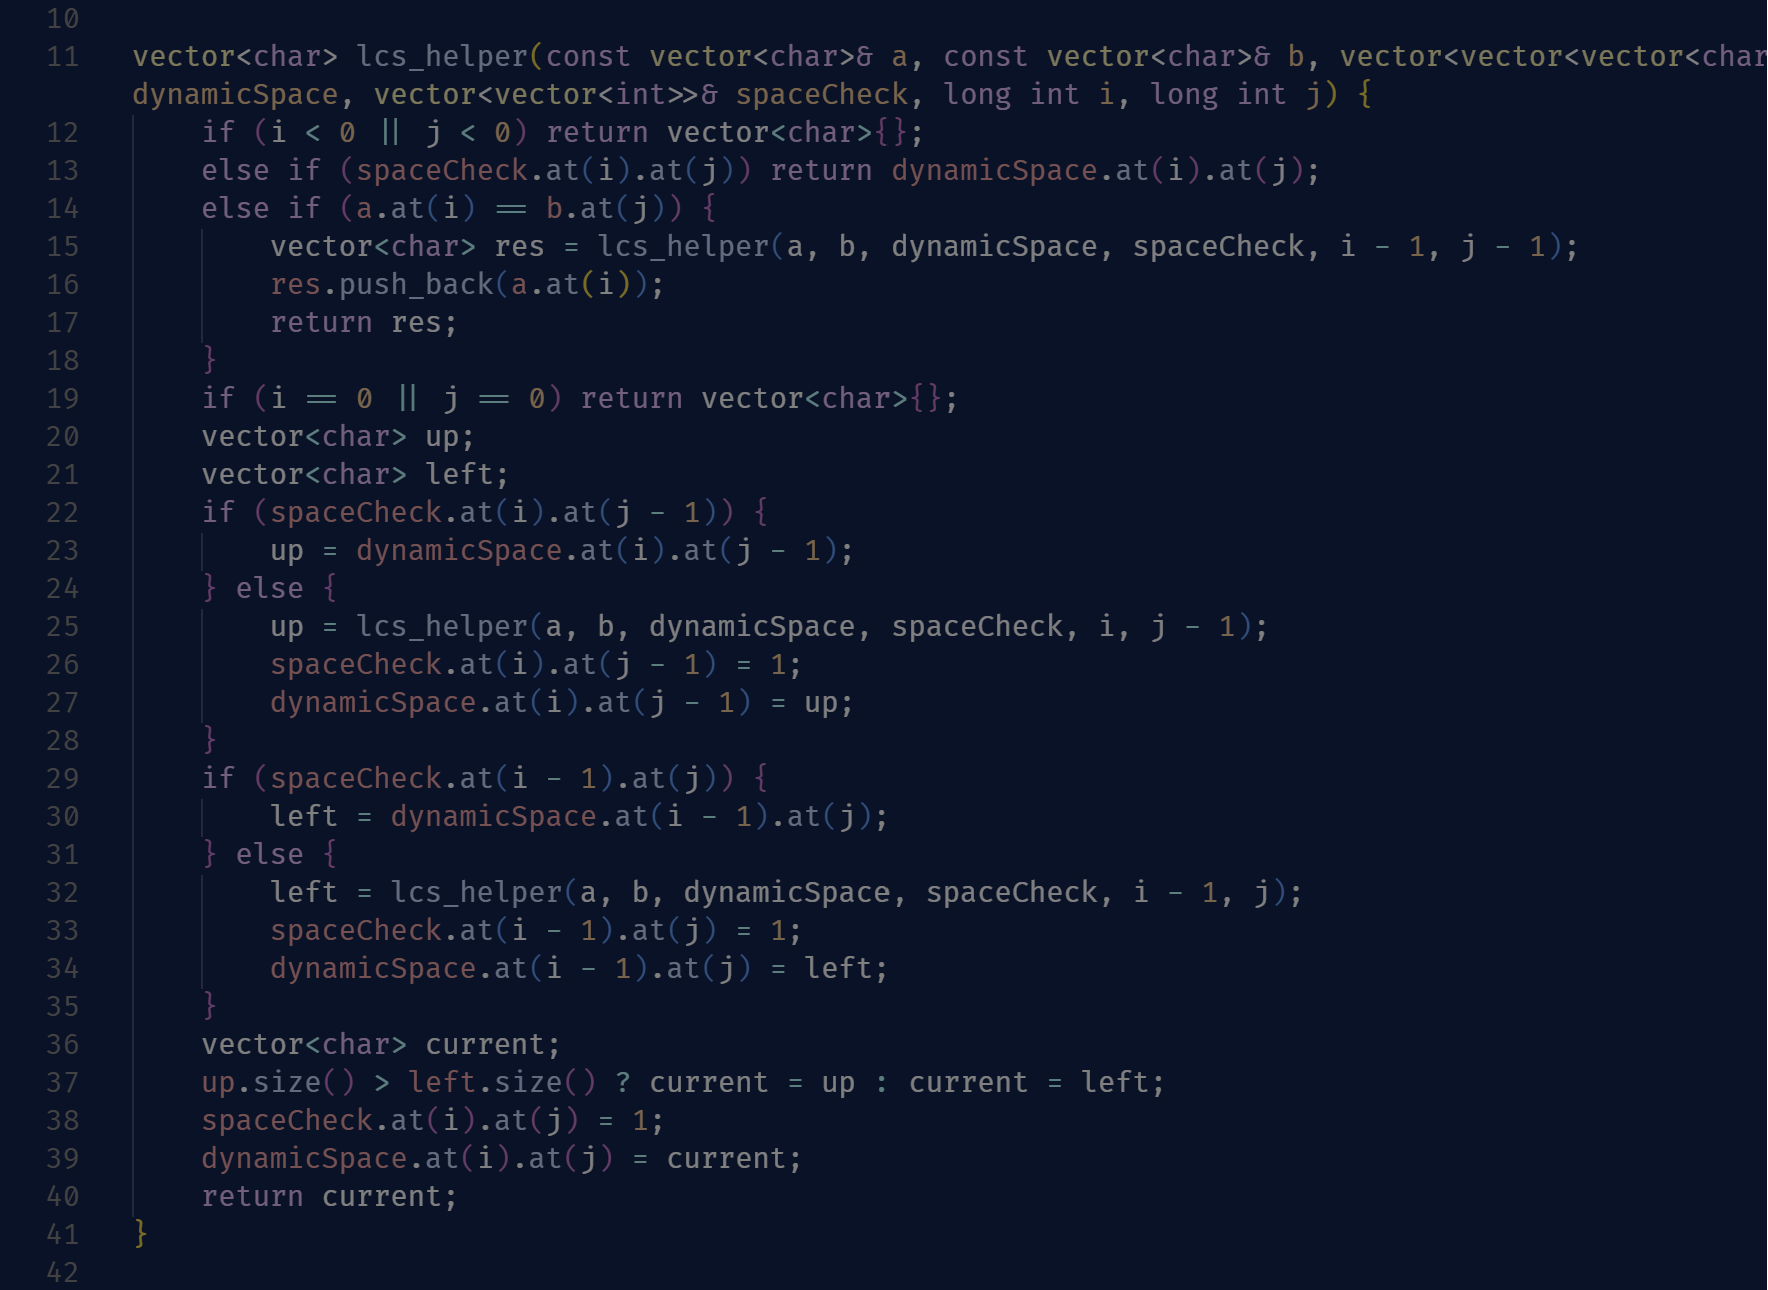 10
11 vector<char> lcs_helper(const vector<char>& a, const vector<char>& b, vector<vector<vector<char
dynamicSpace, vector<vector<int>>& spaceCheck, long int i, long int j) {
12 if (i < 0 || j < 0) return vector<char>{};
13 else if (spaceCheck.at(i).at(j)) return dynamicSpace.at(i).at(j);
14 else if (a.at(i) == b.at(j)) {
15 vector<char> res = lcs_helper(a, b, dynamicSpace, spaceCheck, i - 1, j - 1);
16 res.push_back(a.at(i));
17 return res;
18 }
19 if (i == 0 || j == 0) return vector<char>{};
20 vector<char> up;
21 vector<char> left;
22 if (spaceCheck.at(i).at(j - 1)) {
23 up = dynamicSpace.at(i).at(j - 1);
24 } else {
25 up = lcs_helper(a, b, dynamicSpace, spaceCheck, i, j - 1);
26 spaceCheck.at(i).at(j - 1) = 1;
27 dynamicSpace.at(i).at(j - 1) = up;
28 }
29 if (spaceCheck.at(i - 1).at(j)) {
30 left = dynamicSpace.at(i - 1).at(j);
31 } else {
32 left = lcs_helper(a, b, dynamicSpace, spaceCheck, i - 1, j);
33 spaceCheck.at(i - 1).at(j) = 1;
34 dynamicSpace.at(i - 1).at(j) = left;
35 }
36 vector<char> current;
37 up.size() > left.size() ? current = up : current = left;
38 spaceCheck.at(i).at(j) = 1;
39 dynamicSpace.at(i).at(j) = current;
40 return current;
41 }
42